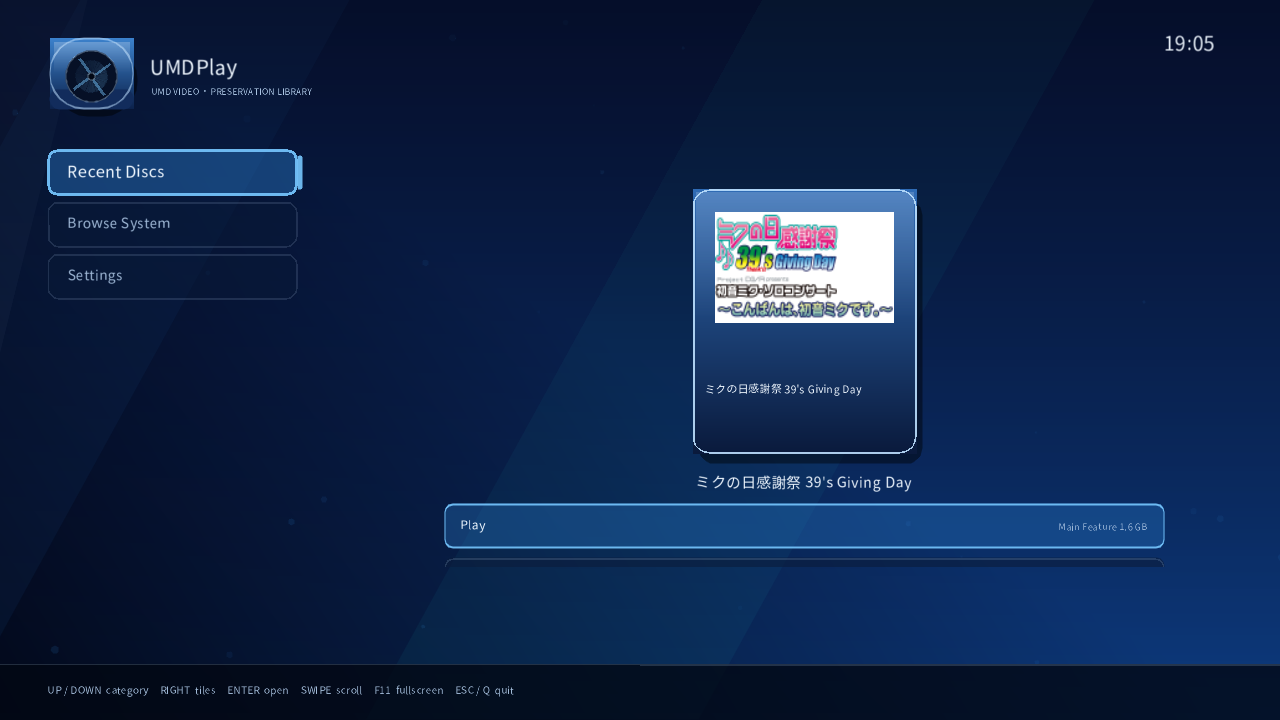 UMDPlay
UMD VIDEO • PRESERVATION LIBRARY
19:05
Recent Discs
Browse System
Settings
ミクの日感謝祭
39's Giving Day
初音ミク・ソロコンサート
~こんばんは、初音ミクです。~
ミクの日感謝祭 39's Giving Day
ミクの日感謝祭 39's Giving Day
Play
Main Feature 1.6 GB
UP / DOWN category RIGHT tiles ENTER open SWIPE scroll F11 fullscreen ESC / Q quit